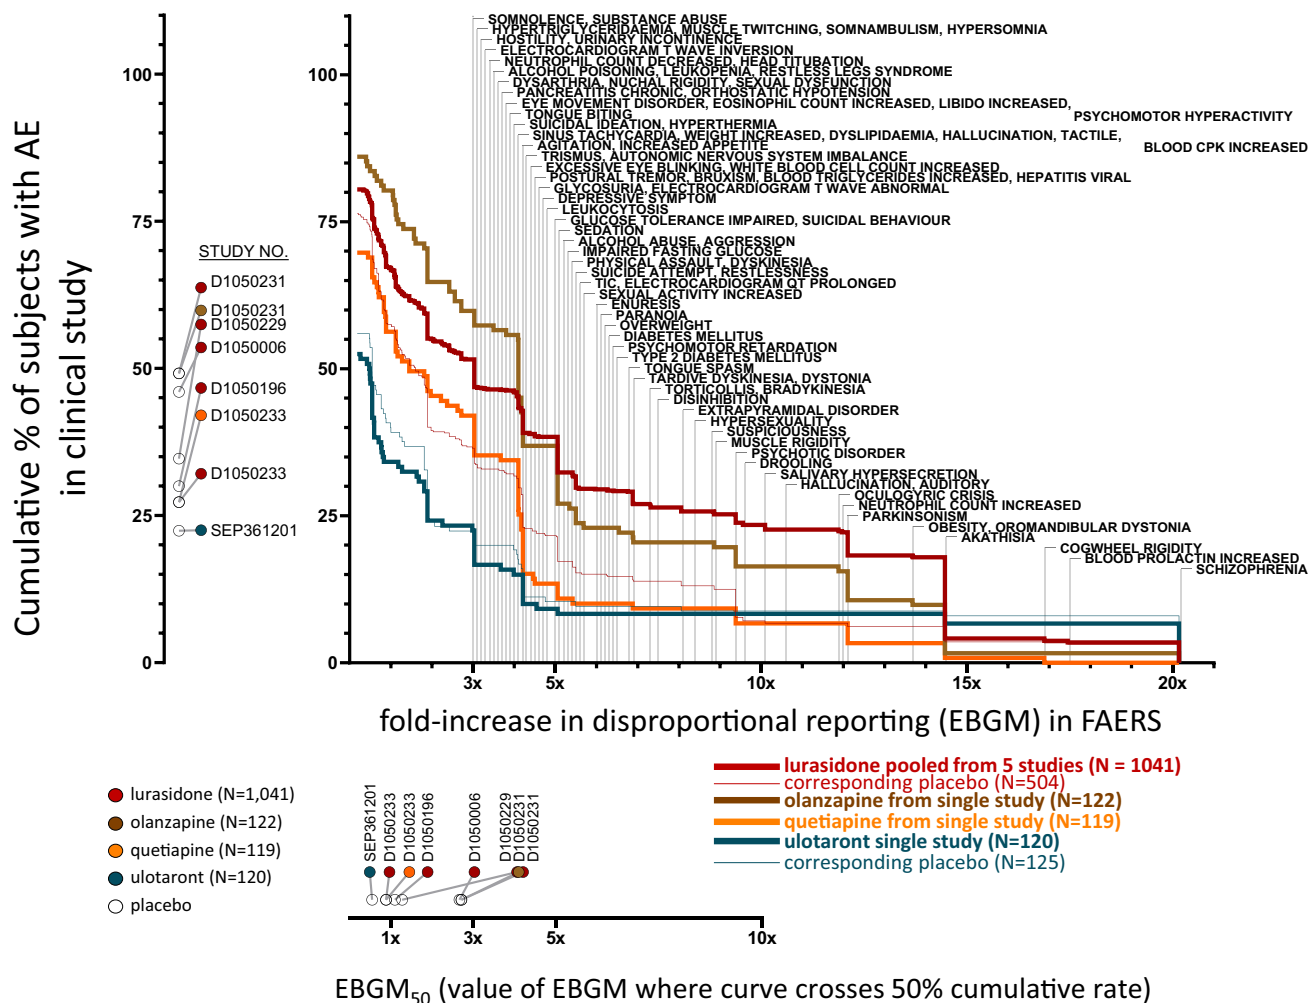 Cumulative % of subjects with AE
in clinical study
100
75
50
25
0
STUDY NO.
D1050231
D1050231
D1050229
D1050006
D1050196
D1050233
D1050233
SEP361201
100
75
50
25
0
SOMNOLENCE, SUBSTANCE ABUSE
HYPERTRIGLYCERIDAEMIA, MUSCLE TWITCHING, SOMNAMBULISM, HYPERSOMNIA
HOSTILITY, URINARY INCONTINENCE
ELECTROCARDIOGRAM T WAVE INVERSION
NEUTROPHIL COUNT DECREASED, HEAD TITUBATION
ALCOHOL POISONING, LEUKOPENIA, RESTLESS LEGS SYNDROME
DYSARTHRIA, NUCHAL RIGIDITY, SEXUAL DYSFUNCTION
PANCREATITIS CHRONIC, ORTHOSTATIC HYPOTENSION
EYE MOVEMENT DISORDER, EOSINOPHIL COUNT INCREASED, LIBIDO INCREASED,
PSYCHOMOTOR HYPERACTIVITY
TONGUE BITING
SUICIDAL IDEATION, HYPERTHERMIA
SINUS TACHYCARDIA, WEIGHT INCREASED, DYSLIPIDAEMIA, HALLUCINATION, TACTILE,
BLOOD CPK INCREASED
AGITATION, INCREASED APPETITE
TRISMUS, AUTONOMIC NERVOUS SYSTEM IMBALANCE
EXCESSIVE EYE BLINKING, WHITE BLOOD CELL COUNT INCREASED
POSTURAL TREMOR, BRUXISM, BLOOD TRIGLYCERIDES INCREASED, HEPATITIS VIRAL
GLYCOSURIA, ELECTROCARDIOGRAM T WAVE ABNORMAL
DEPRESSIVE SYMPTOM
LEUKOCYTOSIS
GLUCOSE TOLERANCE IMPAIRED, SUICIDAL BEHAVIOUR
SEDATION
ALCOHOL ABUSE, AGGRESSION
IMPAIRED FASTING GLUCOSE
PHYSICAL ASSAULT, DYSKINESIA
SUICIDE ATTEMPT, RESTLESSNESS
TIC, ELECTROCARDIOGRAM QT PROLONGED
SEXUAL ACTIVITY INCREASED
ENURESIS
PARANOIA
OVERWEIGHT
DIABETES MELLITUS
PSYCHOMOTOR RETARDATION
TYPE 2 DIABETES MELLITUS
TONGUE SPASM
TARDIVE DYSKINESIA, DYSTONIA
TORTICOLLIS, BRADYKINESIA
DISINHIBITION
EXTRAPYRAMIDAL DISORDER
HYPERSEXUALITY
SUSPICIOUSNESS
MUSCLE RIGIDITY
PSYCHOTIC DISORDER
DROOLING
SALIVARY HYPERSECRETION
HALLUCINATION, AUDITORY
OCULOGYRIC CRISIS
NEUTROPHIL COUNT INCREASED
PARKINSONISM
OBESITY, OROMANDIBULAR DYSTONIA
AKATHISIA
COGWHEEL RIGIDITY
BLOOD PROLACTIN INCREASED
SCHIZOPHRENIA
3x 5x 10x 15x 20x
fold-increase in disproportional reporting (EBGM) in FAERS
lurasidone (N=1,041)
olanzapine (N=122)
quetiapine (N=119)
ulotaront (N=120)
placebo
SEP361201
D1050233
D1050233
D1050196
D1050006
D1050229
D1050231
D1050231
1x 3x 5x 10x
lurasidone pooled from 5 studies (N = 1041)
corresponding placebo (N=504)
olanzapine from single study (N=122)
quetiapine from single study (N=119)
ulotaront single study (N=120)
corresponding placebo (N=125)
EBGM50 (value of EBGM where curve crosses 50% cumulative rate)